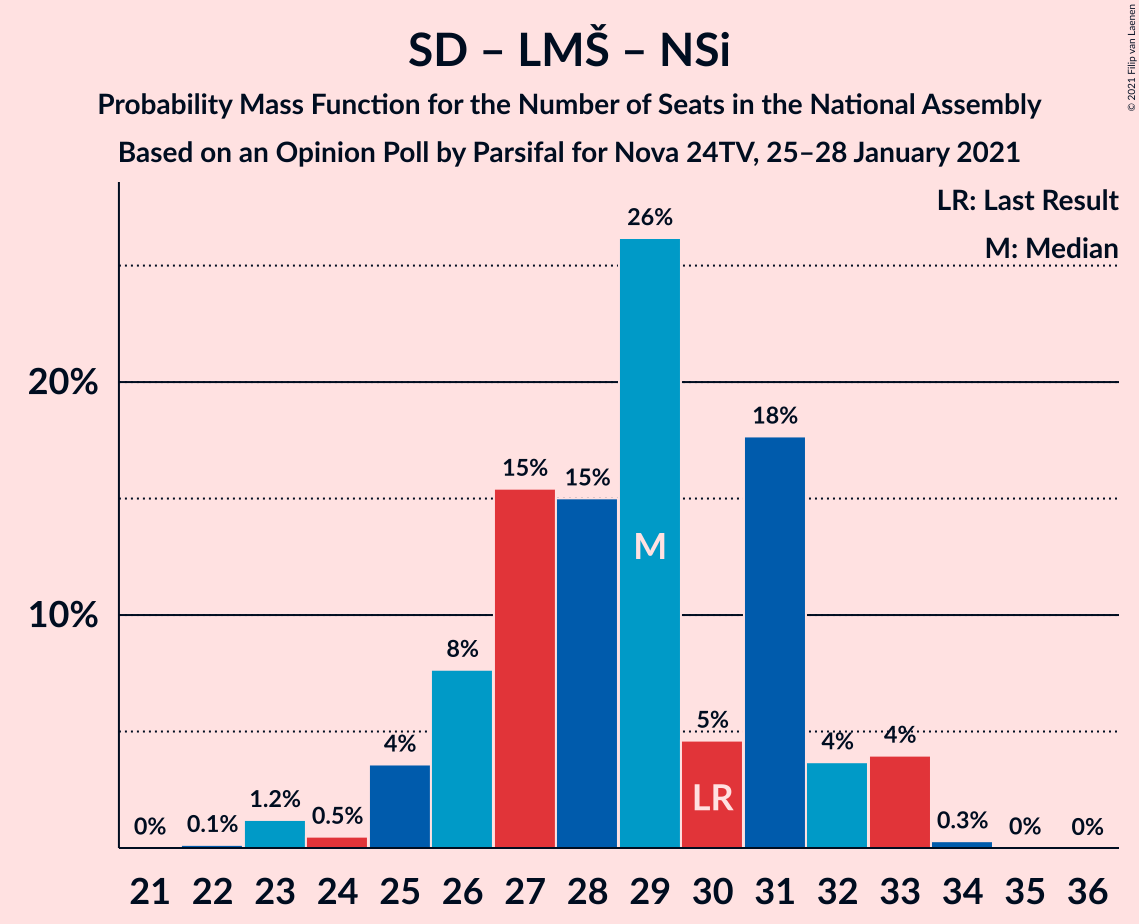 SD – LMŠ – NSi
Probability Mass Function for the Number of Seats in the National Assembly
Based on an Opinion Poll by Parsifal for Nova 24TV, 25–28 January 2021
© 2021 Filip van Laenen
LR: Last Result
M: Median
20%
10%
0%
0.1%
1.2%
0.5%
4%
8%
15%
15%
26%
5%
18%
4%
4%
0.3%
0%
0%
M
LR
21 22 23 24 25 26 27 28 29 30 31 32 33 34 35 36